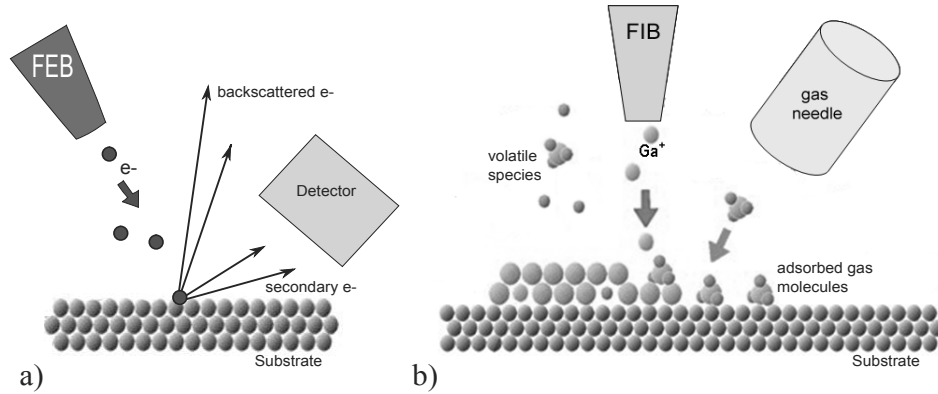 FEB
backscattered e-
e-
Detector
secondary e-
Substrate
a)
FIB
gas
needle
Ga⁺
volatile
species
adsorbed gas
molecules
Substrate
b)